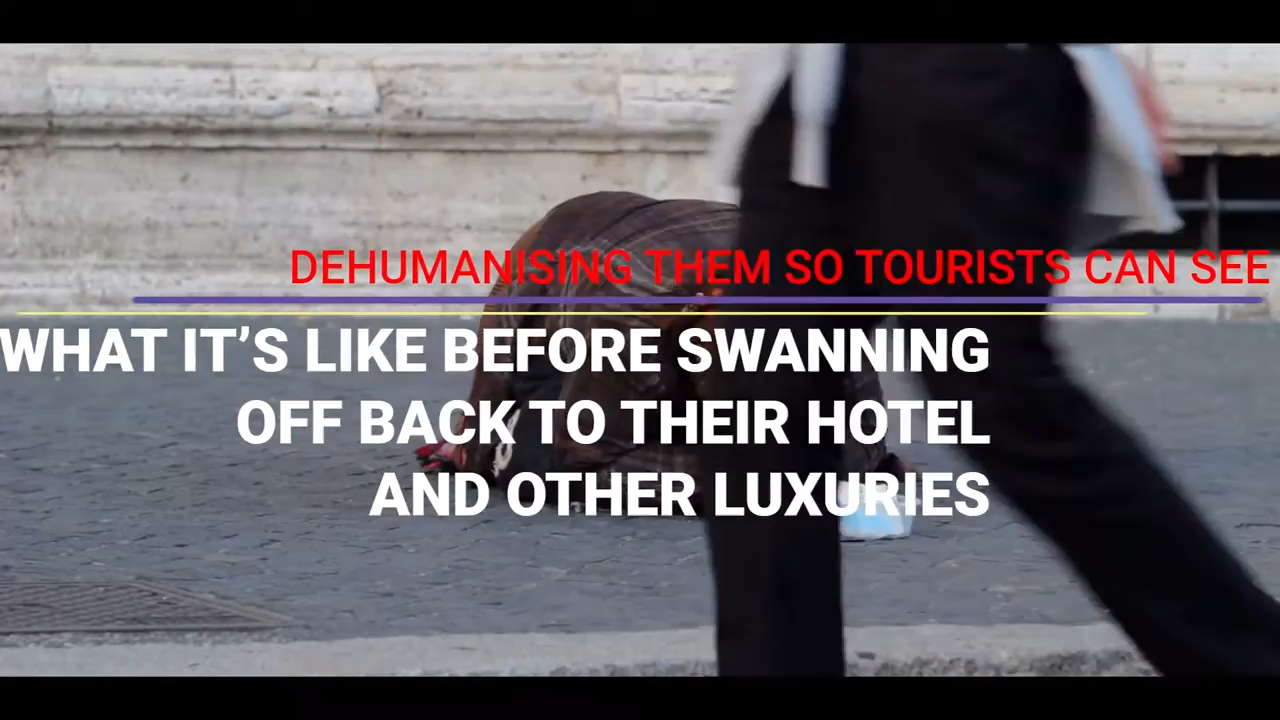 DEHUMANISING THEM SO TOURISTS CAN SEE
WHAT IT’S LIKE BEFORE SWANNING
OFF BACK TO THEIR HOTEL
AND OTHER LUXURIES